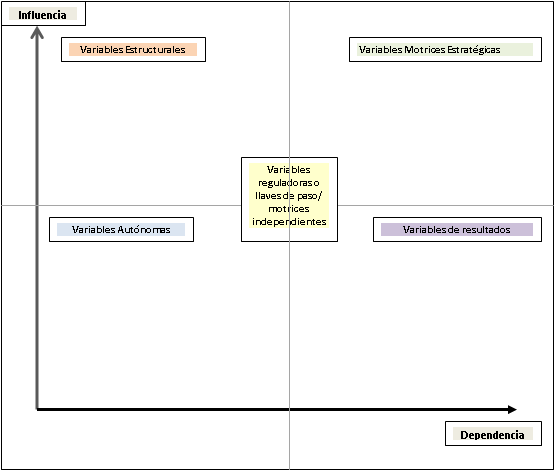 Influencia
Variables Estructurales
Variables Motrices Estratégicas
Variables
reguladoras o
llaves de paso/
motrices
independientes
Variables Autónomas
Variables de resultados
Dependencia